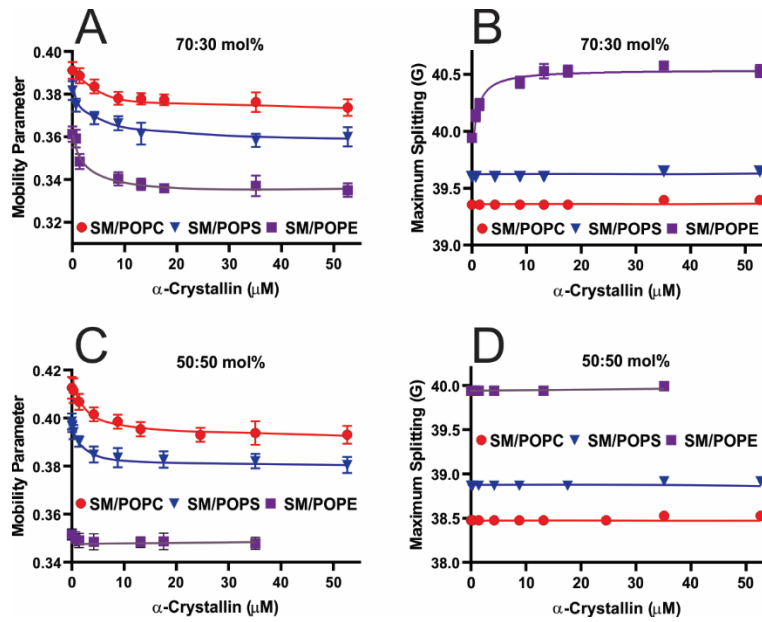 A
70:30 mol%
Mobility Parameter
0.40
0.38
0.36
0.34
0.32
SM/POPC SM/POPS SM/POPE
0 10 20 30 40 50
α-Crystallin (μM)
B
70:30 mol%
Maximum Splitting (G)
40.5
40.0
39.5
39.0
SM/POPC SM/POPS SM/POPE
0 10 20 30 40 50
α-Crystallin (μM)
C
50:50 mol%
Mobility Parameter
0.42
0.40
0.38
0.36
0.34
SM/POPC SM/POPS SM/POPE
0 10 20 30 40 50
α-Crystallin (μM)
D
50:50 mol%
Maximum Splitting (G)
40.0
39.0
38.5
38.0
SM/POPC SM/POPS SM/POPE
0 10 20 30 40 50
α-Crystallin (μM)